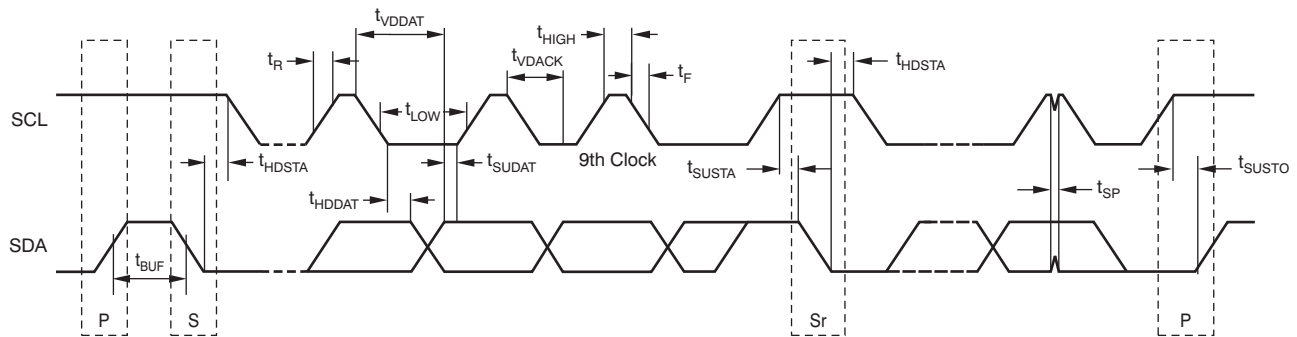 tVDDAT
tHIGH
tR
tVDACK
tF
tHDSTA
SCL
tLOW
9th Clock
tHDSTA
tSUDAT
tSUSTA
tSUSTO
tHDDAT
tSP
SDA
tBUF
P
S
Sr
P